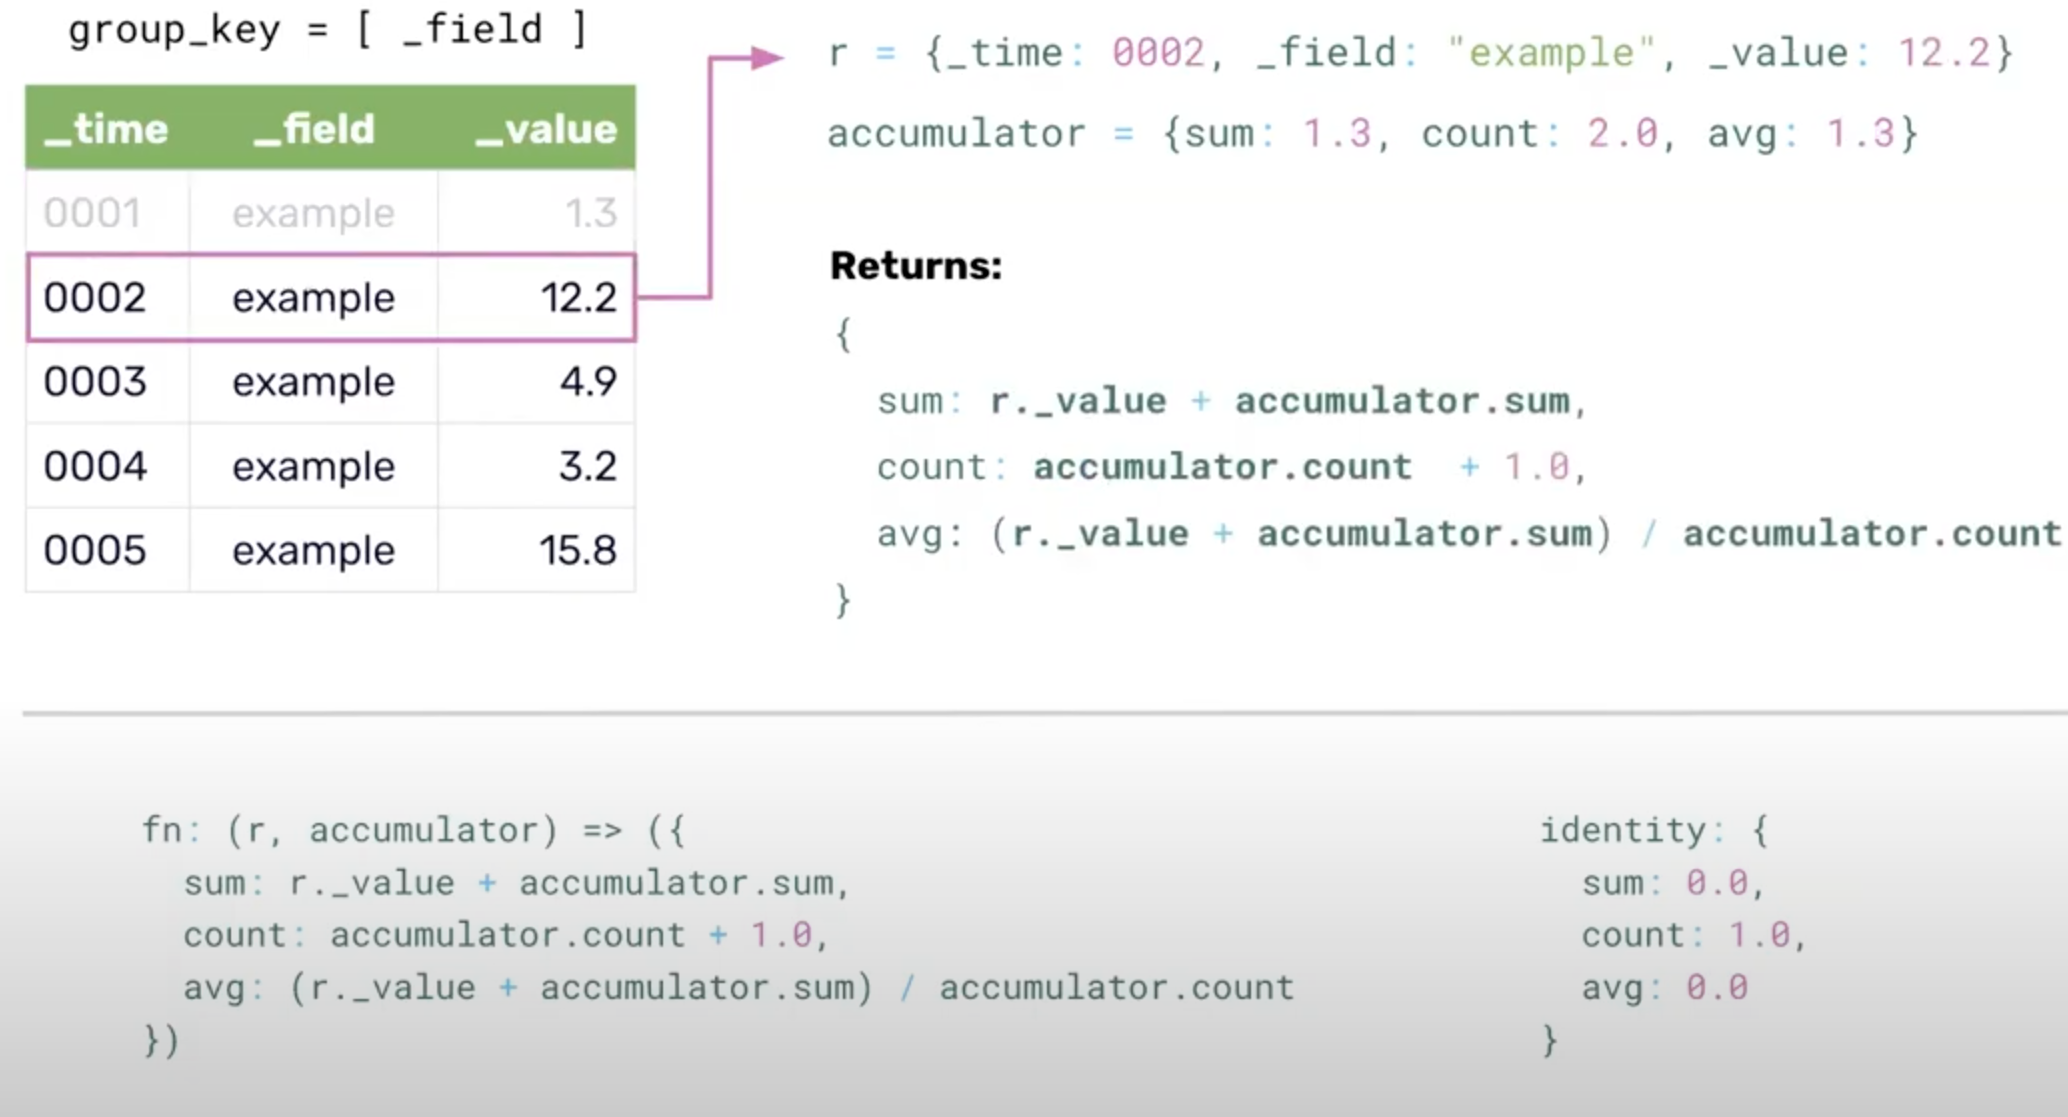 group_key = [ _field ]
_time _field _value
0001 example 1.3
0002 example 12.2
0003 example 4.9
0004 example 3.2
0005 example 15.8
r = {_time: 0002, _field: "example", _value: 12.2}
accumulator = {sum: 1.3, count: 2.0, avg: 1.3}
Returns:
{
sum: r._value + accumulator.sum,
count: accumulator.count + 1.0,
avg: (r._value + accumulator.sum) / accumulator.count
}
fn: (r, accumulator) => ({
sum: r._value + accumulator.sum,
count: accumulator.count + 1.0,
avg: (r._value + accumulator.sum) / accumulator.count
})
identity: {
sum: 0.0,
count: 1.0,
avg: 0.0
}